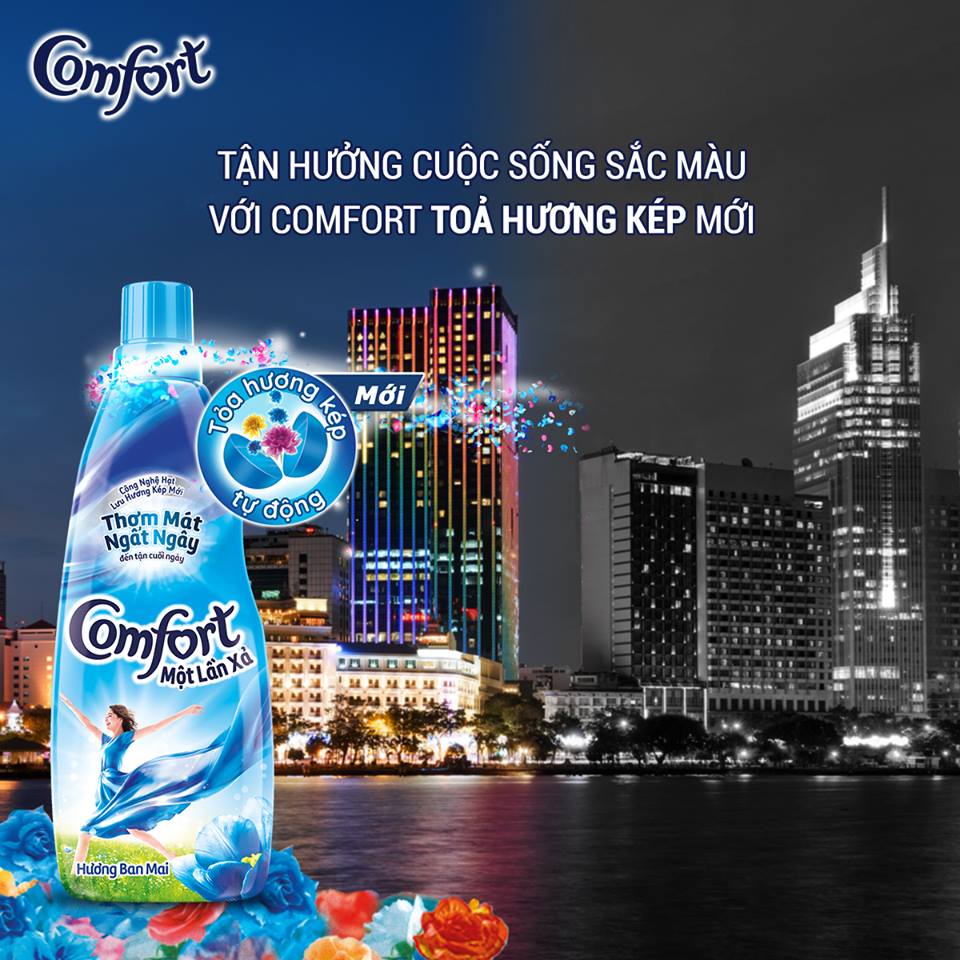 Comfort
TẬN HƯỞNG CUỘC SỐNG SẮC MÀU
VỚI COMFORT TOẢ HƯƠNG KÉP MỚI
Tỏa hương kép
tự động
Mới
Công Nghệ Hạt
Lưu Hương Kép Mới
Thơm Mát
Ngất Ngây
đến tận cuối ngày
Comfort
Một Lần Xả
Hương Ban Mai